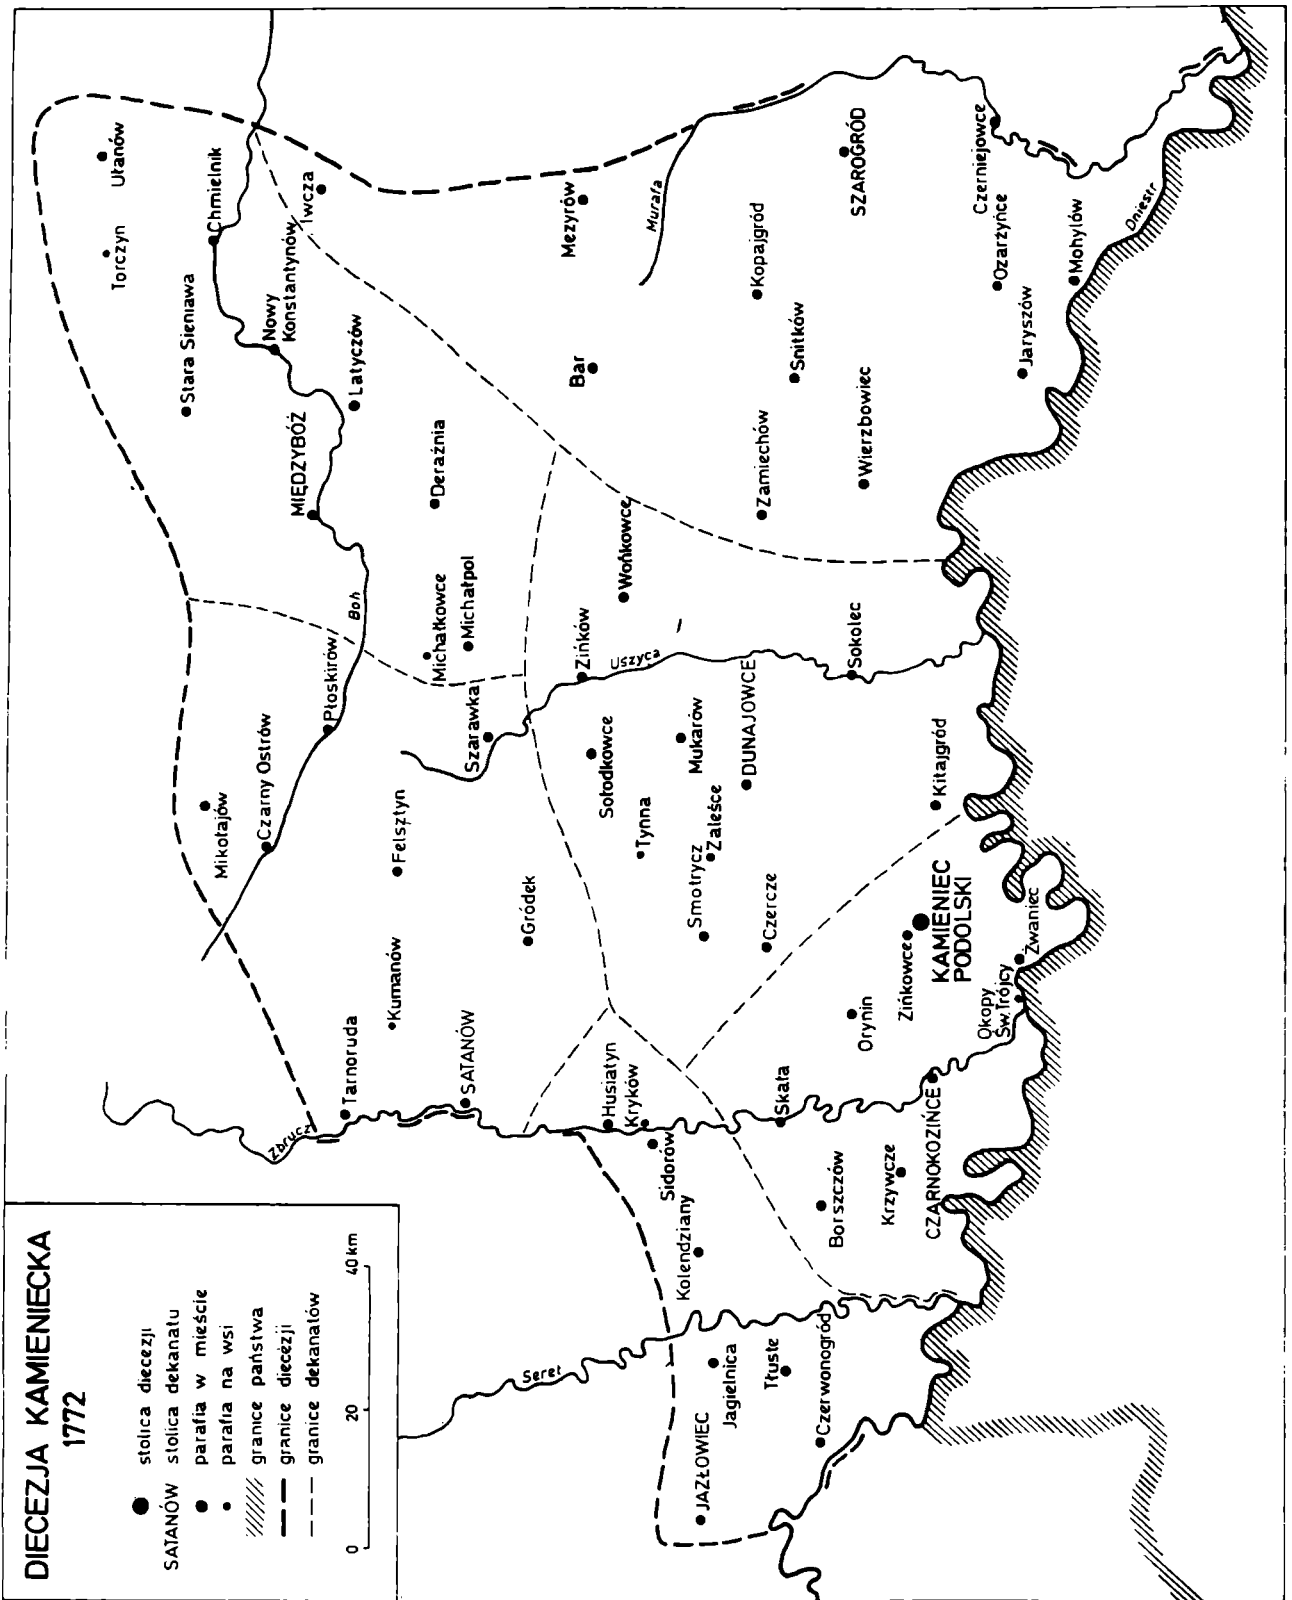 DIECEZJA KAMIENIECKA
1772
stolica diecezji
SATANÓW stolica dekanatu
parafia w mieście
parafia na wsi
granice państwa
granice diecezji
granice dekanatów
0 20 40 km
Zbrucz
Seret
Tarnoruda
Kumanów
SATANÓW
Mikołajów
Czarny Ostrów
Płoskirów
Felsztyn
Gródek
Szarawka
Boh
Stara Sieniawa
Torczyn
Ułanów
Chmielnik
Nowy
Konstantynów
Iwcza
MIĘDZYBÓŻ
Latyczów
Deraźnia
Michałkowce
Michałpol
Mezyrów
Murafa
Bar
Kopajgród
SZAROGRÓD
Snitków
Zamiechów
Wierzbowiec
Czerniejowce
Ozaryńce
Jaryszów
Mohylów
Dniestr
Wońkowce
Zińków
Uszyca
Sokolec
Sołodkowce
Mukarów
DUNAJOWCE
Tynna
Zaleśce
Smotrycz
Czercze
Kitajgród
KAMIENIEC
PODOLSKI
Zińkowce
Orynin
Żwaniec
Okopy
Św. Trójcy
Husiatyn
Kryków
Sidorów
Kolendziany
Skała
Borszczów
Krzywcze
CZARNOKOZIŃCE
JAZŁOWIEC
Jagielnica
Tłuste
Czerwonogród